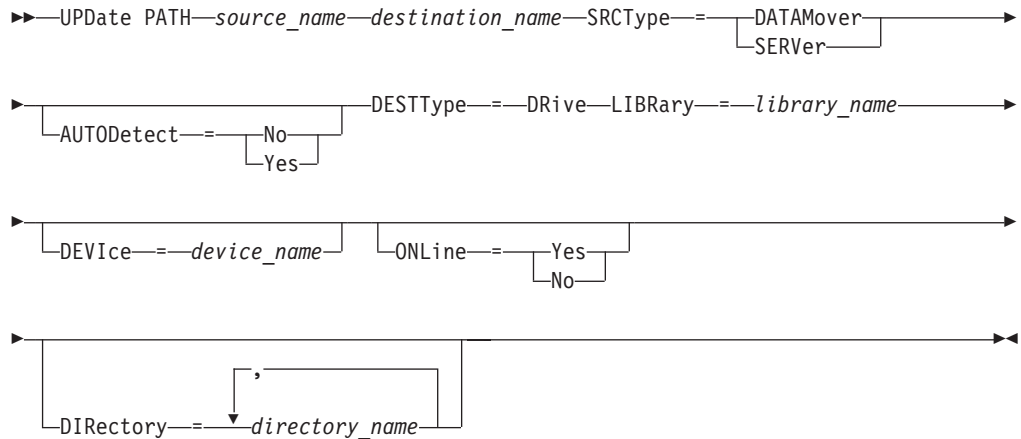 UPDate PATH source_name destination_name SRCType = DATAMover
SERVer
AUTODetect = No
Yes
DESTType = DRive LIBRary = library_name
DEVIce = device_name
ONLine = Yes
No
DIRectory = directory_name
,